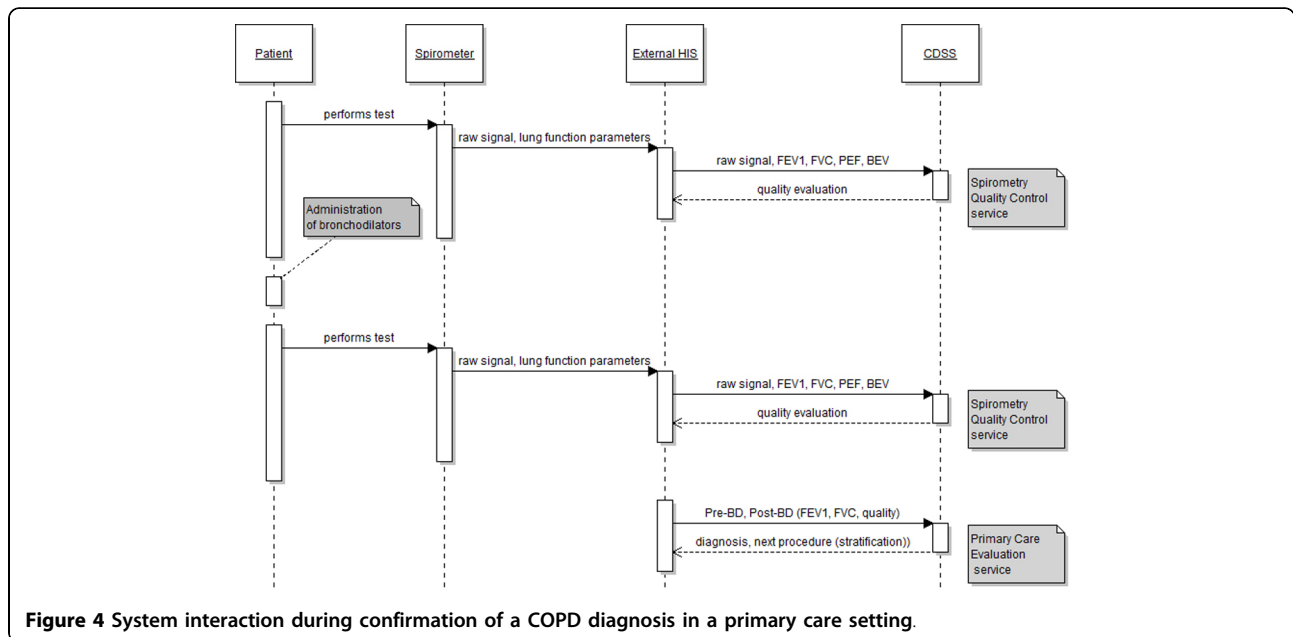 Patient
Spirometer
External HIS
CDSS
performs test
raw signal, lung function parameters
raw signal, FEV1, FVC, PEF, BEV
quality evaluation
Spirometry
Quality Control
service
Administration
of bronchodilators
performs test
raw signal, lung function parameters
raw signal, FEV1, FVC, PEF, BEV
quality evaluation
Spirometry
Quality Control
service
Pre-BD, Post-BD (FEV1, FVC, quality)
diagnosis, next procedure (stratification))
Primary Care
Evaluation
service
Figure 4 System interaction during confirmation of a COPD diagnosis in a primary care setting.